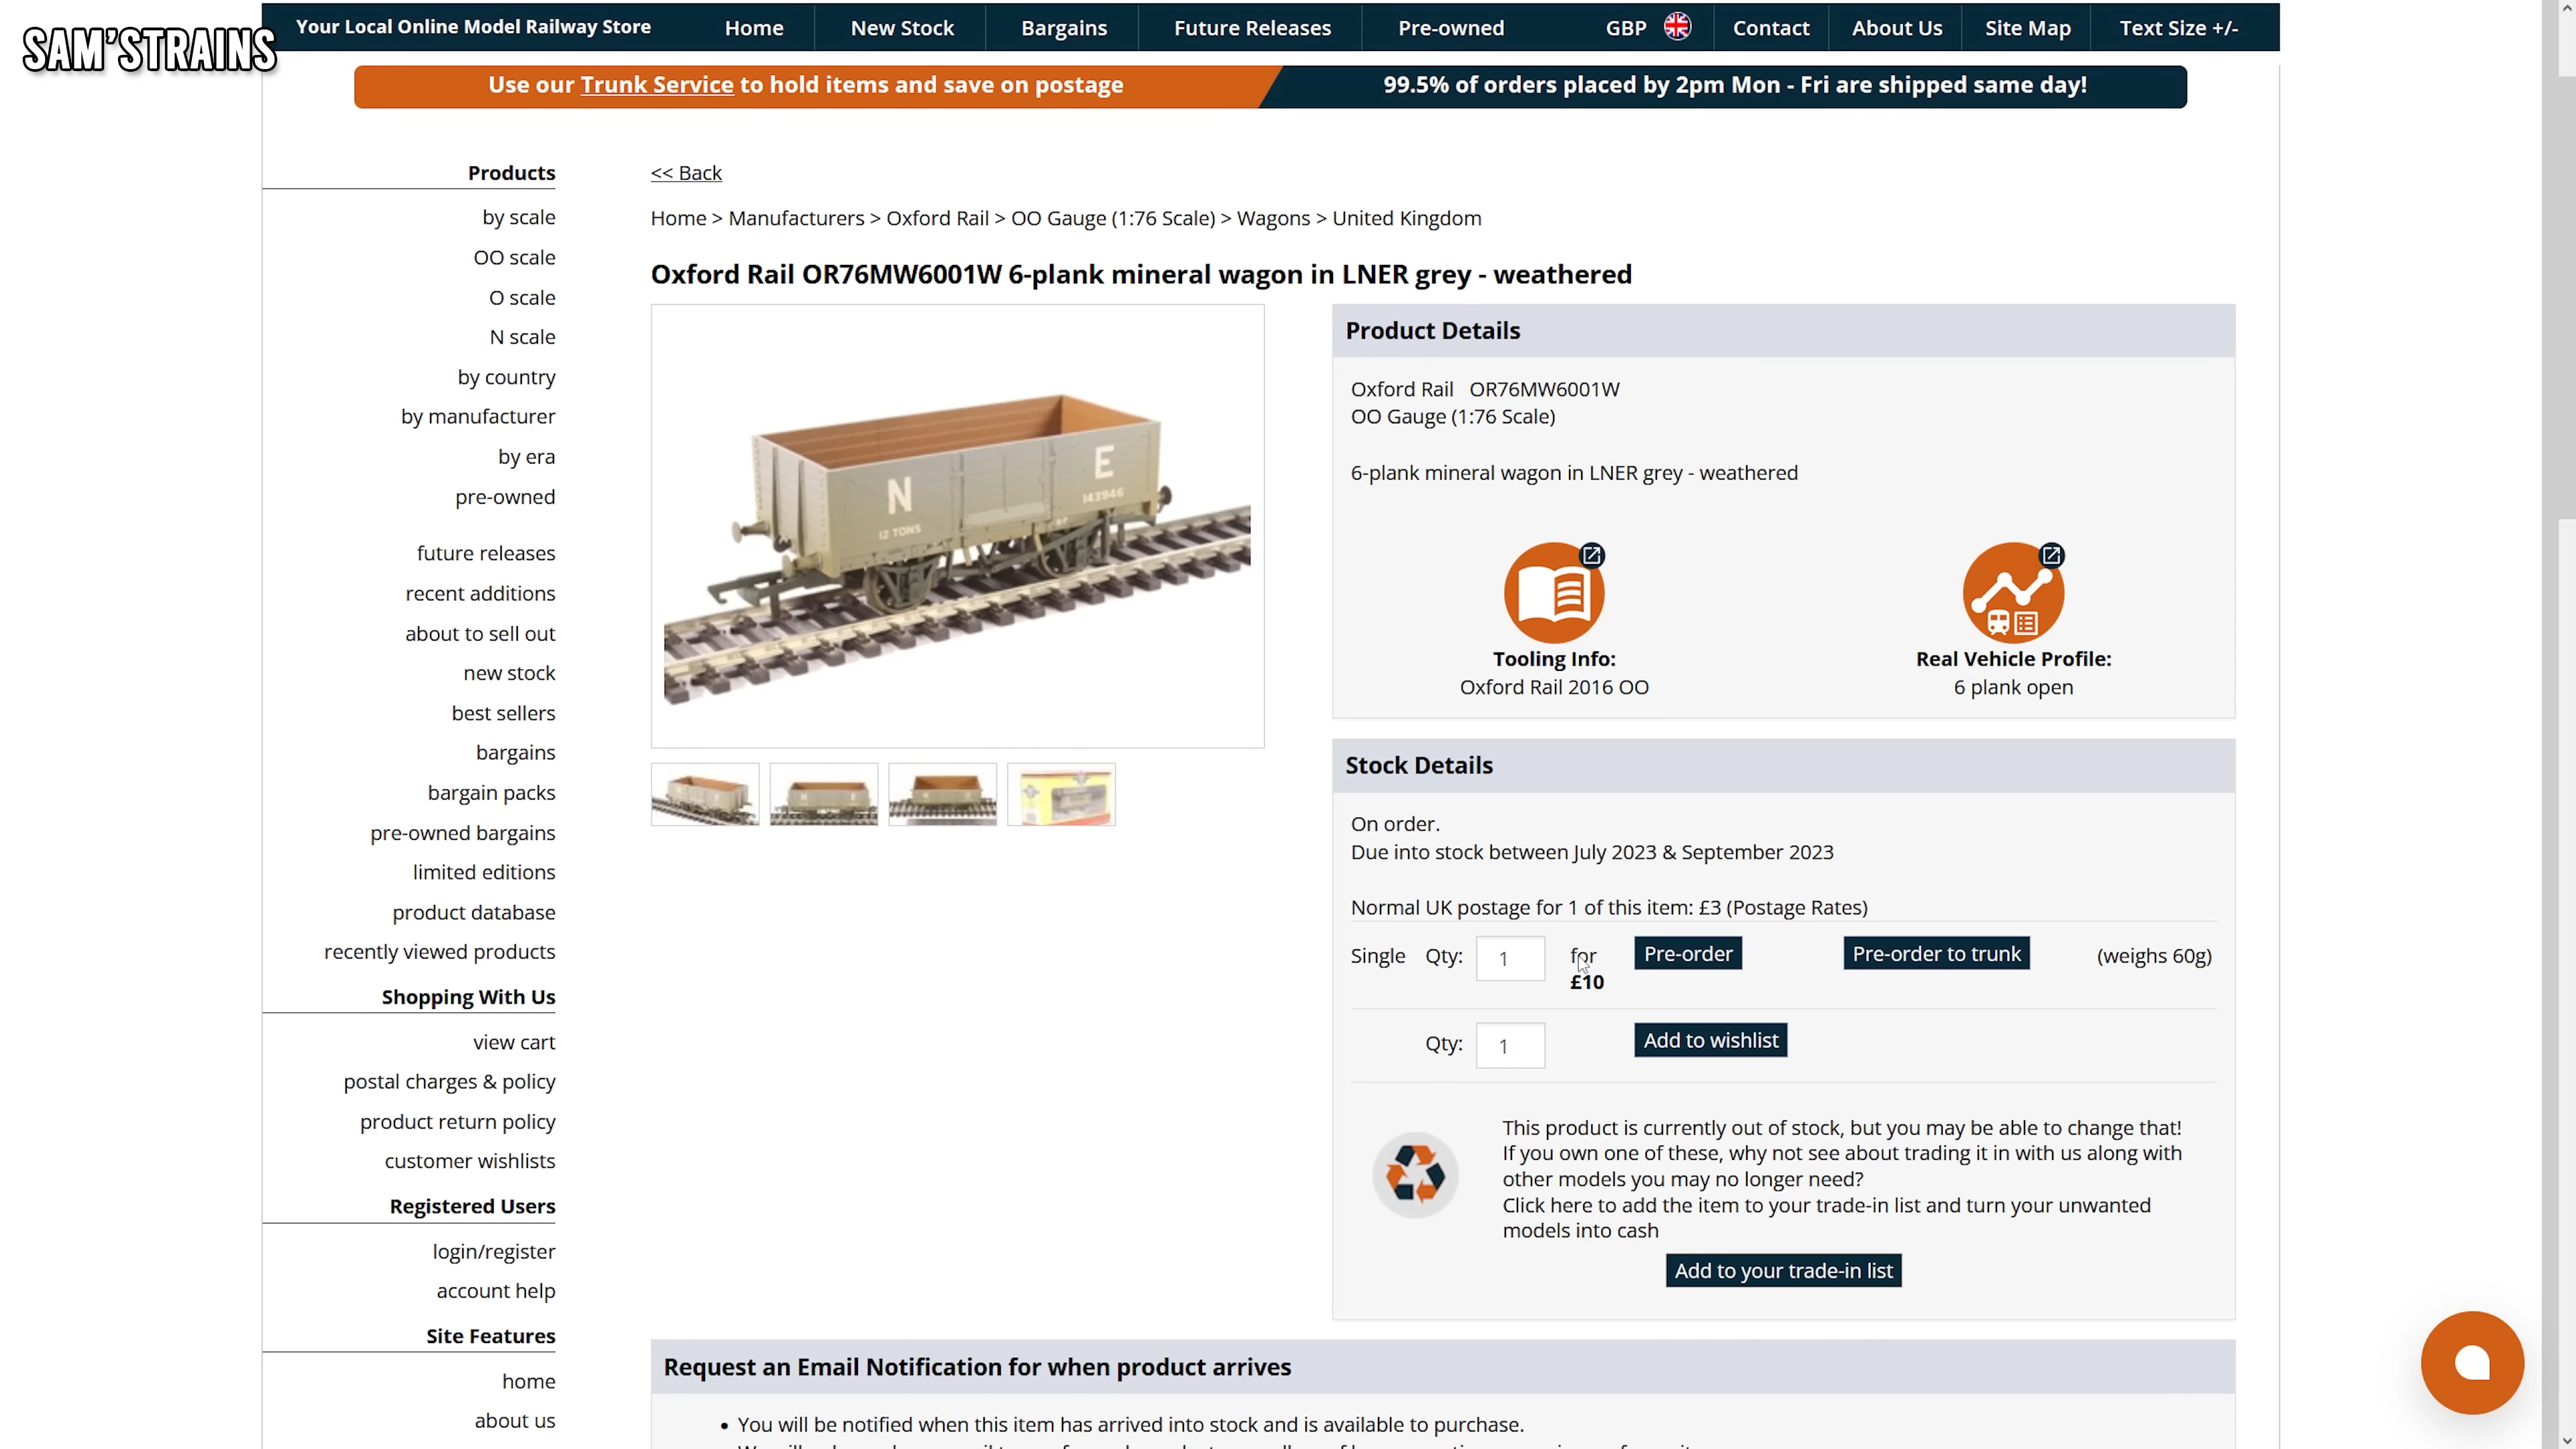 SAM'STRAINS
Your Local Online Model Railway Store
Home
New Stock
Bargains
Future Releases
Pre-owned
GBP
Contact
About Us
Site Map
Text Size +/-
Use our Trunk Service to hold items and save on postage
99.5% of orders placed by 2pm Mon - Fri are shipped same day!
Products
by scale
OO scale
O scale
N scale
by country
by manufacturer
by era
pre-owned
future releases
recent additions
about to sell out
new stock
best sellers
bargains
bargain packs
pre-owned bargains
limited editions
product database
recently viewed products
Shopping With Us
view cart
postal charges & policy
product return policy
customer wishlists
Registered Users
login/register
account help
Site Features
home
about us
<< Back
Home > Manufacturers > Oxford Rail > OO Gauge (1:76 Scale) > Wagons > United Kingdom
Oxford Rail OR76MW6001W 6-plank mineral wagon in LNER grey - weathered
N E
12 TONS
143946
Product Details
Oxford Rail OR76MW6001W
OO Gauge (1:76 Scale)
6-plank mineral wagon in LNER grey - weathered
Tooling Info:
Oxford Rail 2016 OO
Real Vehicle Profile:
6 plank open
Stock Details
On order.
Due into stock between July 2023 & September 2023
Normal UK postage for 1 of this item: £3 (Postage Rates)
Single Qty: 1 for £10 Pre-order Pre-order to trunk (weighs 60g)
Qty: 1 Add to wishlist
This product is currently out of stock, but you may be able to change that!
If you own one of these, why not see about trading it in with us along with
other models you may no longer need?
Click here to add the item to your trade-in list and turn your unwanted
models into cash
Add to your trade-in list
Request an Email Notification for when product arrives
• You will be notified when this item has arrived into stock and is available to purchase.